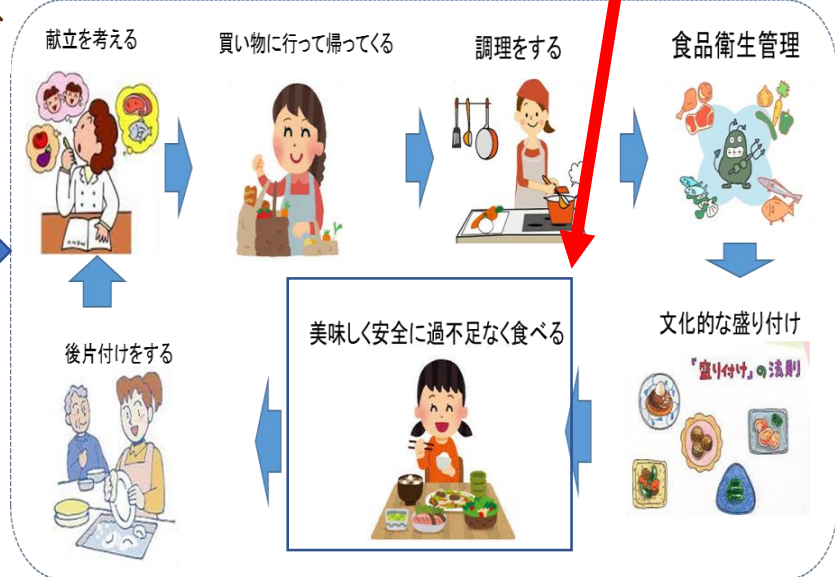 献立を考える
買い物に行って帰ってくる
調理をする
食品衛生管理
文化的な盛り付け
『盛り付け』の法則
美味しく安全に過不足なく食べる
後片付けをする